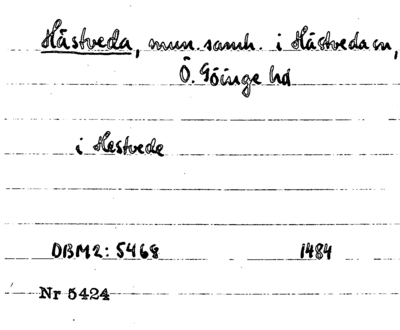 Hästveda, mun.samh. i Hästveda sn,
Ö. Göinge hd
i Hestvede
DBM2: 5468 1484
Nr 5424